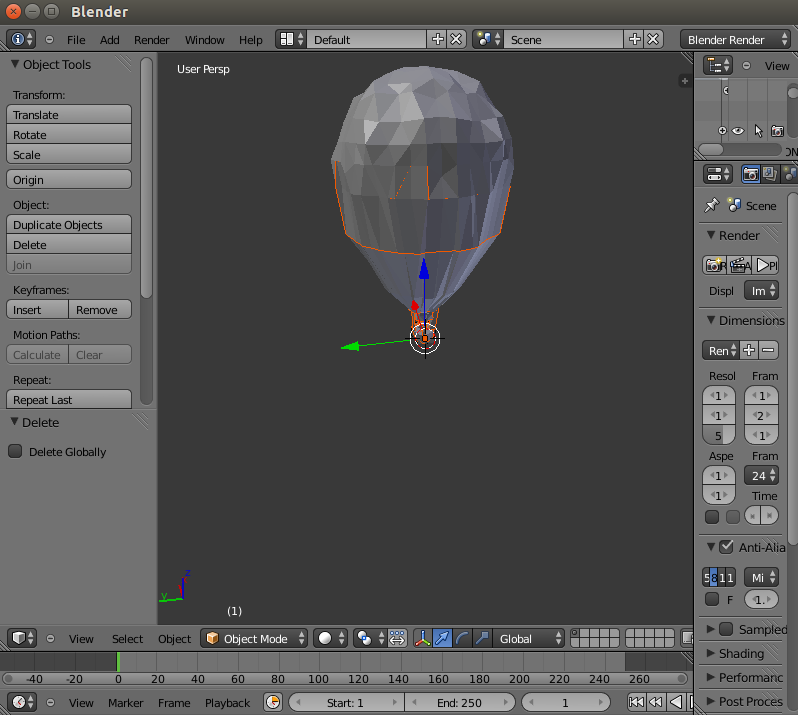 Blender
File Add Render Window Help Default Scene Blender Render
Object Tools
User Persp
View
Transform:
Translate
Rotate
Scale
Origin
Object:
Duplicate Objects
Delete
Join
Keyframes:
Insert Remove
Motion Paths:
Calculate Clear
Repeat:
Repeat Last
Delete
Delete Globally
Scene
Render
Displ Im
Dimensions
Ren
Resol Fram
1 1
1 2
5 1
Aspe Fram
1 24
1 Time
Anti-Alia
5 8 1 1 Mi
F 1.
Sampled
Shading
Performanc
Post Proces
z
y
(1)
View Select Object Object Mode Global
-40 -20 0 20 40 60 80 100 120 140 160 180 200 220 240 260
View Marker Frame Playback Start: 1 End: 250 1